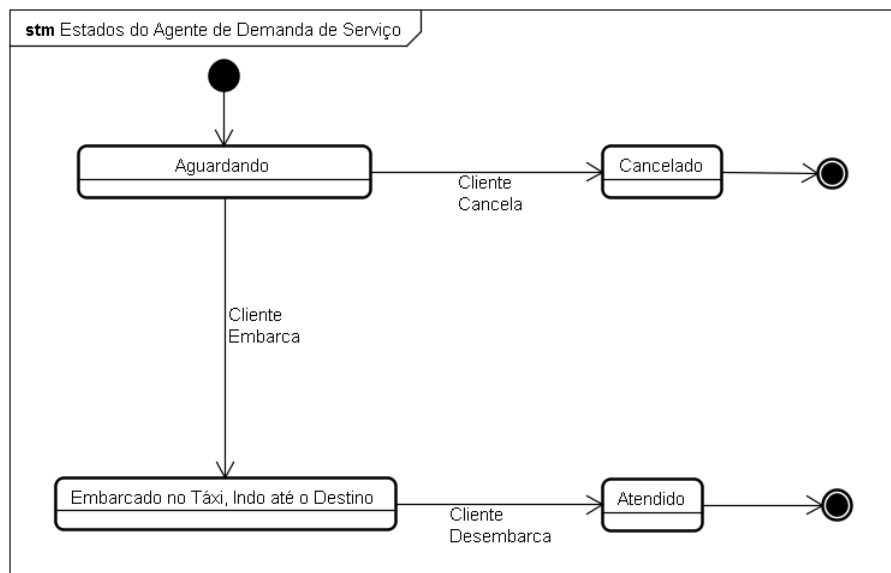 stm Estados do Agente de Demanda de Serviço
Aguardando
Cliente
Cancela
Cancelado
Cliente
Embarca
Embarcado no Táxi, Indo até o Destino
Cliente
Desembarca
Atendido